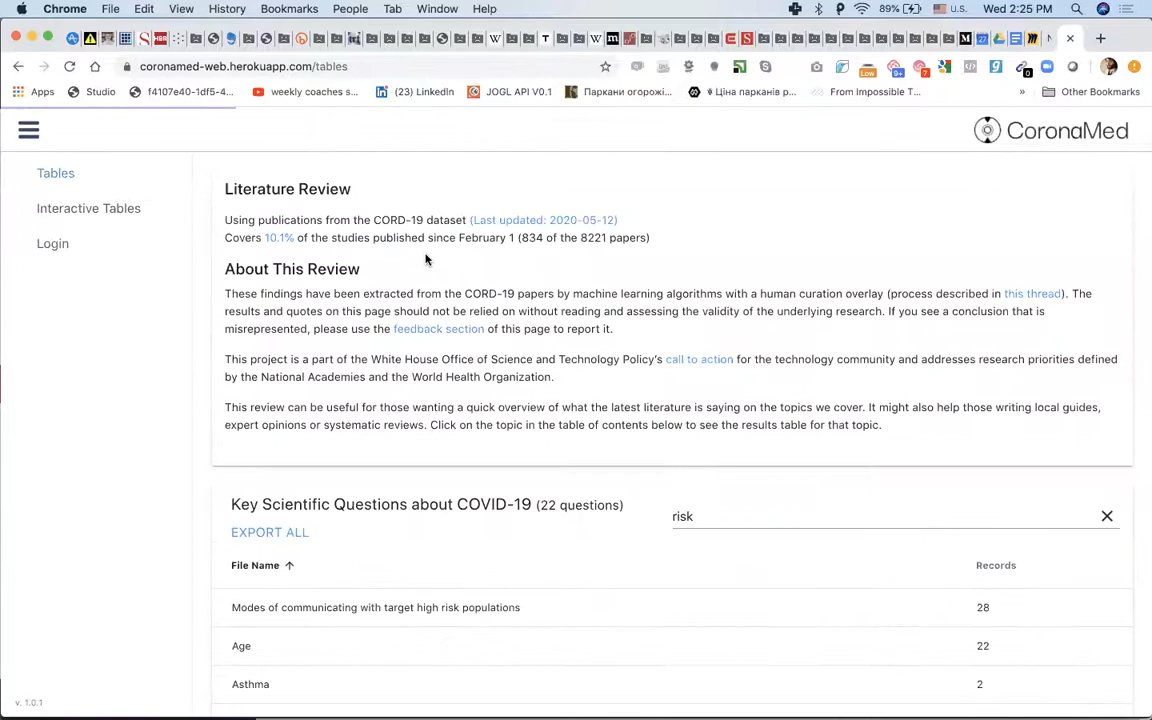 Chrome File Edit View History Bookmarks People Tab Window Help 89% U.S. Wed 2:25 PM
coronamed-web.herokuapp.com/tables
Apps Studio f4107e40-1df5-4... weekly coaches s... (23) LinkedIn JOGL API V0.1 Паркани огорожі... Ціна парканів р... From Impossible T... » Other Bookmarks
CoronaMed
Tables
Interactive Tables
Login
Literature Review
Using publications from the CORD-19 dataset (Last updated: 2020-05-12)
Covers 10.1% of the studies published since February 1 (834 of the 8221 papers)
About This Review
These findings have been extracted from the CORD-19 papers by machine learning algorithms with a human curation overlay (process described in this thread). The
results and quotes on this page should not be relied on without reading and assessing the validity of the underlying research. If you see a conclusion that is
misrepresented, please use the feedback section of this page to report it.
This project is a part of the White House Office of Science and Technology Policy's call to action for the technology community and addresses research priorities defined
by the National Academies and the World Health Organization.
This review can be useful for those wanting a quick overview of what the latest literature is saying on the topics we cover. It might also help those writing local guides,
expert opinions or systematic reviews. Click on the topic in the table of contents below to see the results table for that topic.
Key Scientific Questions about COVID-19 (22 questions)
risk
EXPORT ALL
File Name Records
Modes of communicating with target high risk populations 28
Age 22
Asthma 2
v. 1.0.1